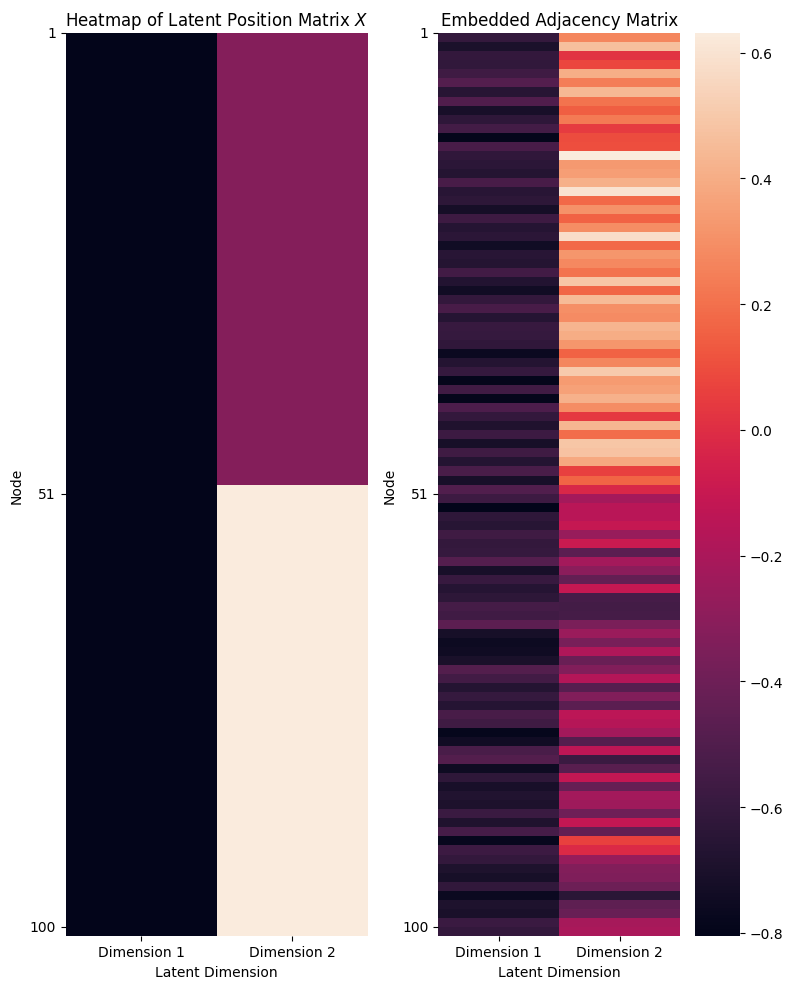 Heatmap of Latent Position Matrix X
Embedded Adjacency Matrix
1
51
100
Node
Dimension 1
Dimension 2
Latent Dimension
1
51
100
Node
Dimension 1
Dimension 2
Latent Dimension
0.6
0.4
0.2
0.0
−0.2
−0.4
−0.6
−0.8